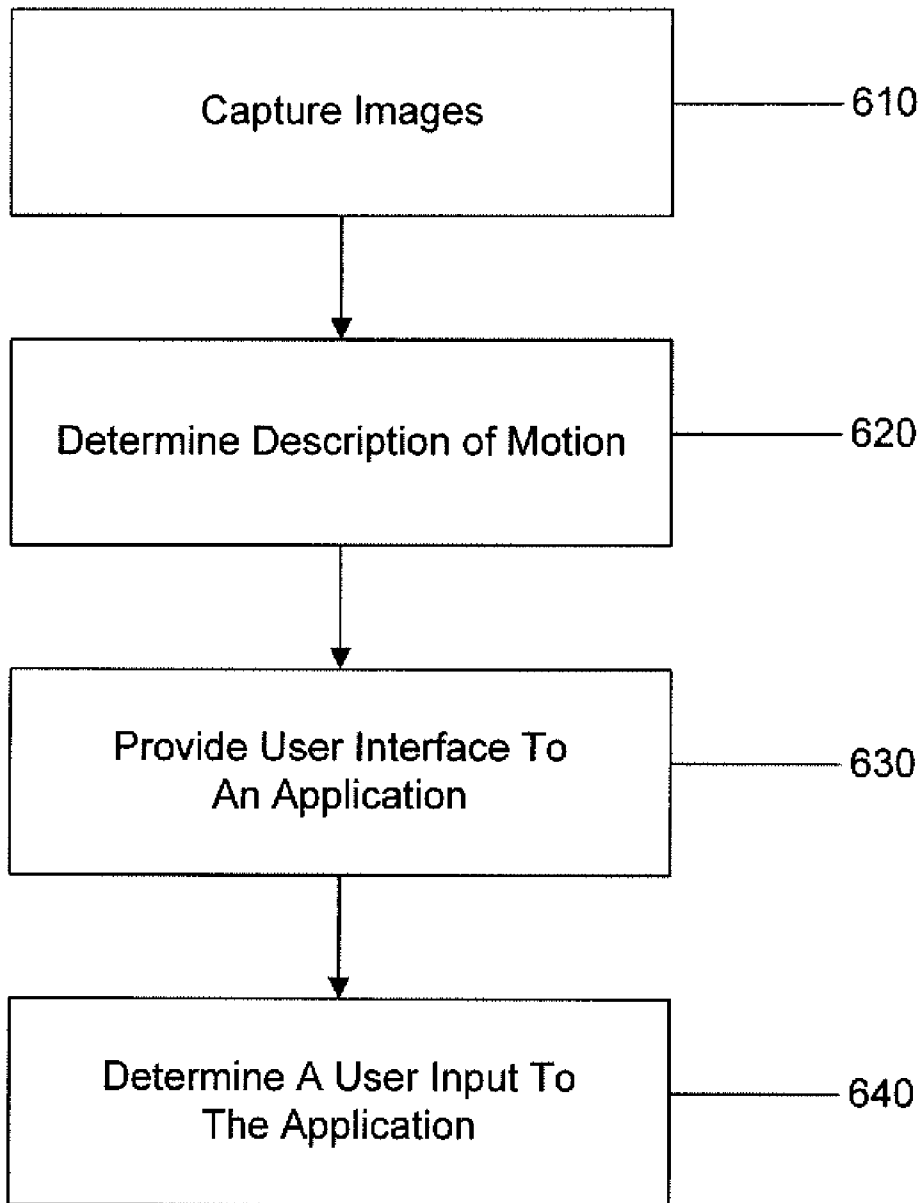 Capture Images
610
Determine Description of Motion
620
Provide User Interface To
An Application
630
Determine A User Input To
The Application
640